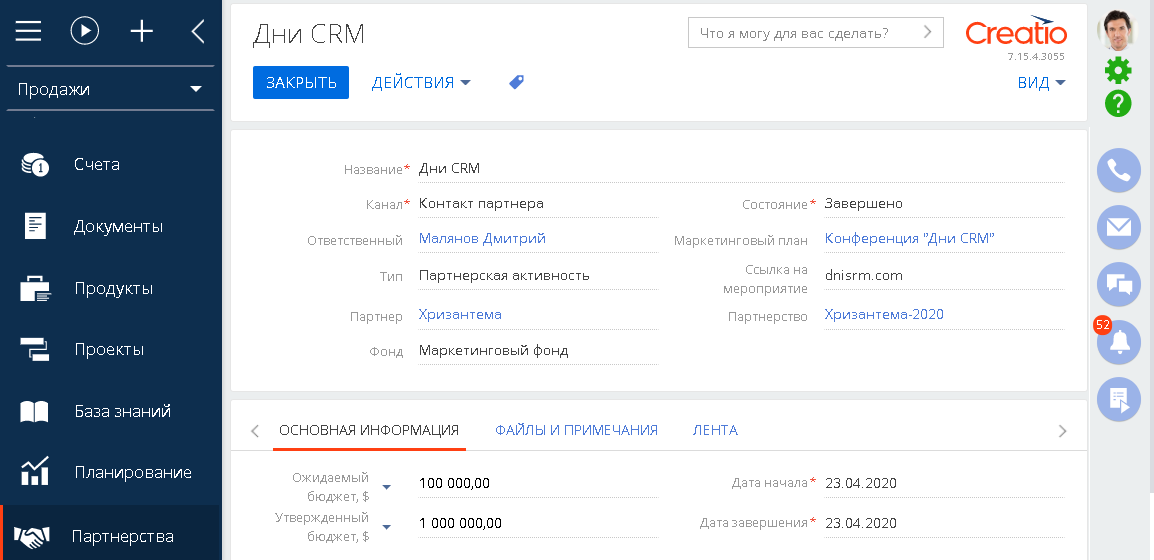 Дни CRM
Что я могу для вас сделать?
Creatio
7.15.4.3055
ЗАКРЫТЬ
ДЕЙСТВИЯ
ВИД
Продажи
Счета
Документы
Продукты
Проекты
База знаний
Планирование
Партнерства
Название* Дни CRM
Канал* Контакт партнера
Состояние* Завершено
Ответственный Малянов Дмитрий
Маркетинговый план Конференция "Дни CRM"
Тип Партнерская активность
Ссылка на
мероприятие dnisrm.com
Партнер Хризантема
Партнерство Хризантема-2020
Фонд Маркетинговый фонд
52
ОСНОВНАЯ ИНФОРМАЦИЯ
ФАЙЛЫ И ПРИМЕЧАНИЯ
ЛЕНТА
Ожидаемый
бюджет, $ 100 000,00
Дата начала* 23.04.2020
Утвержденный
бюджет, $ 1 000 000,00
Дата завершения* 23.04.2020